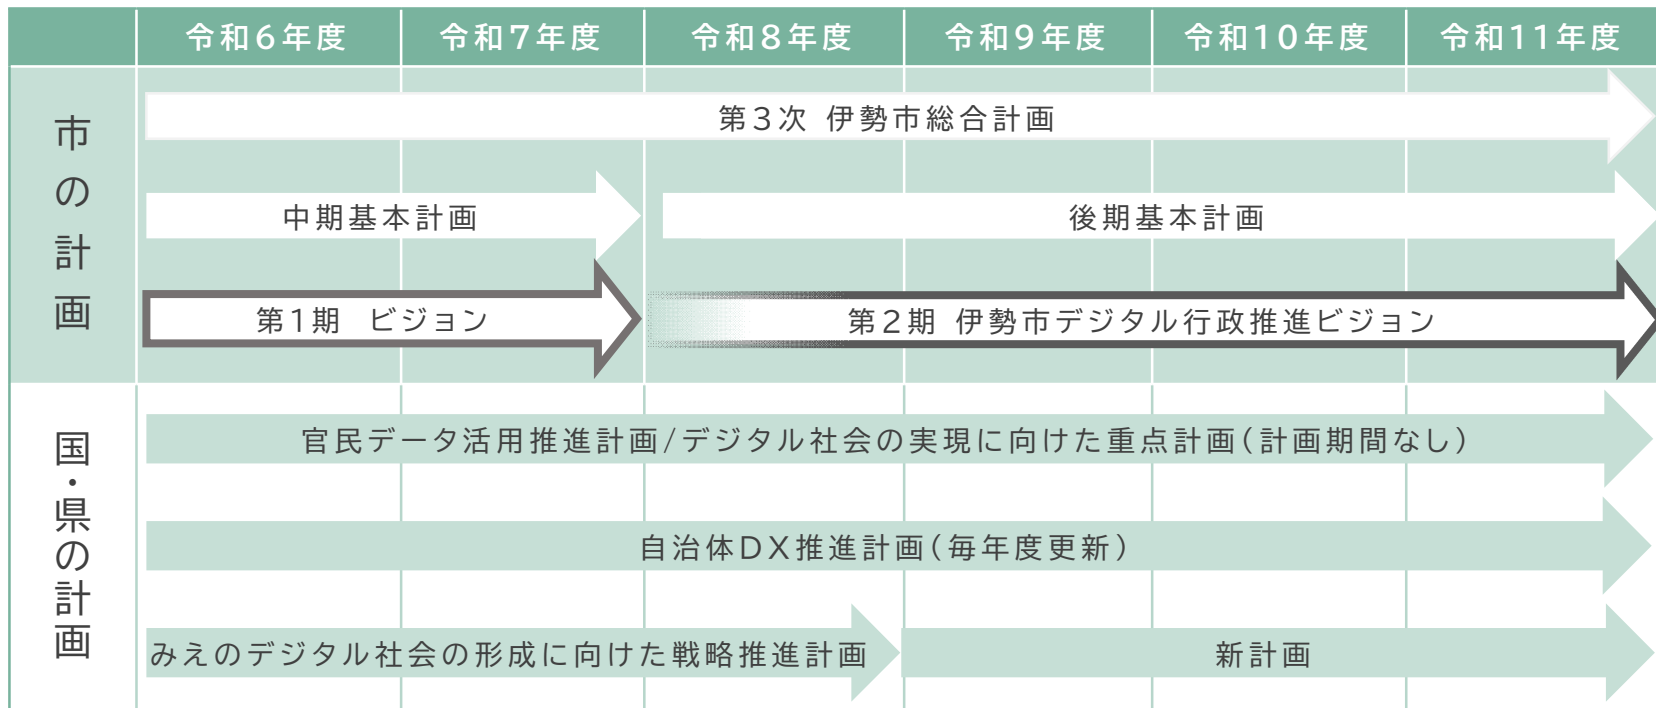 令和6年度 令和7年度 令和8年度 令和9年度 令和10年度 令和11年度
市の計画
第3次 伊勢市総合計画
中期基本計画 後期基本計画
第1期 ビジョン 第2期 伊勢市デジタル行政推進ビジョン
国・県の計画
官民データ活用推進計画/デジタル社会の実現に向けた重点計画(計画期間なし)
自治体DX推進計画(毎年度更新)
みえのデジタル社会の形成に向けた戦略推進計画 新計画